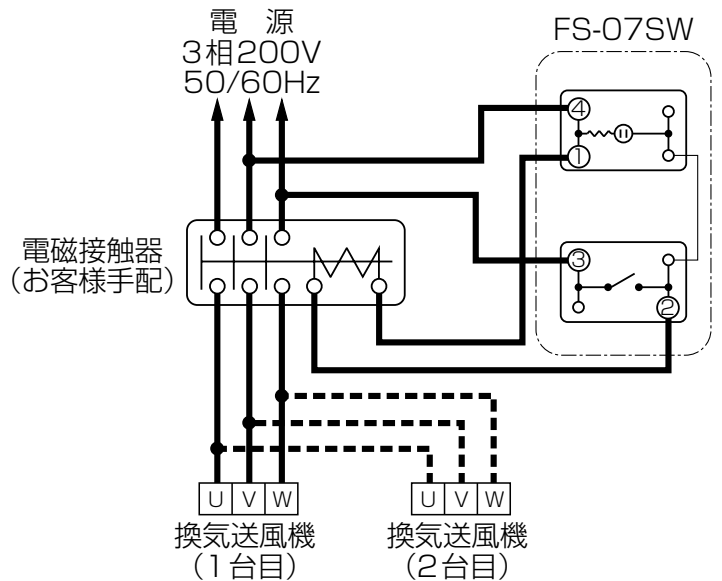 電 源
3相200V
50/60Hz
FS-07SW
④
①
電磁接触器
（お客様手配）
③
②
U V W
U V W
換気送風機
（1台目）
換気送風機
（2台目）